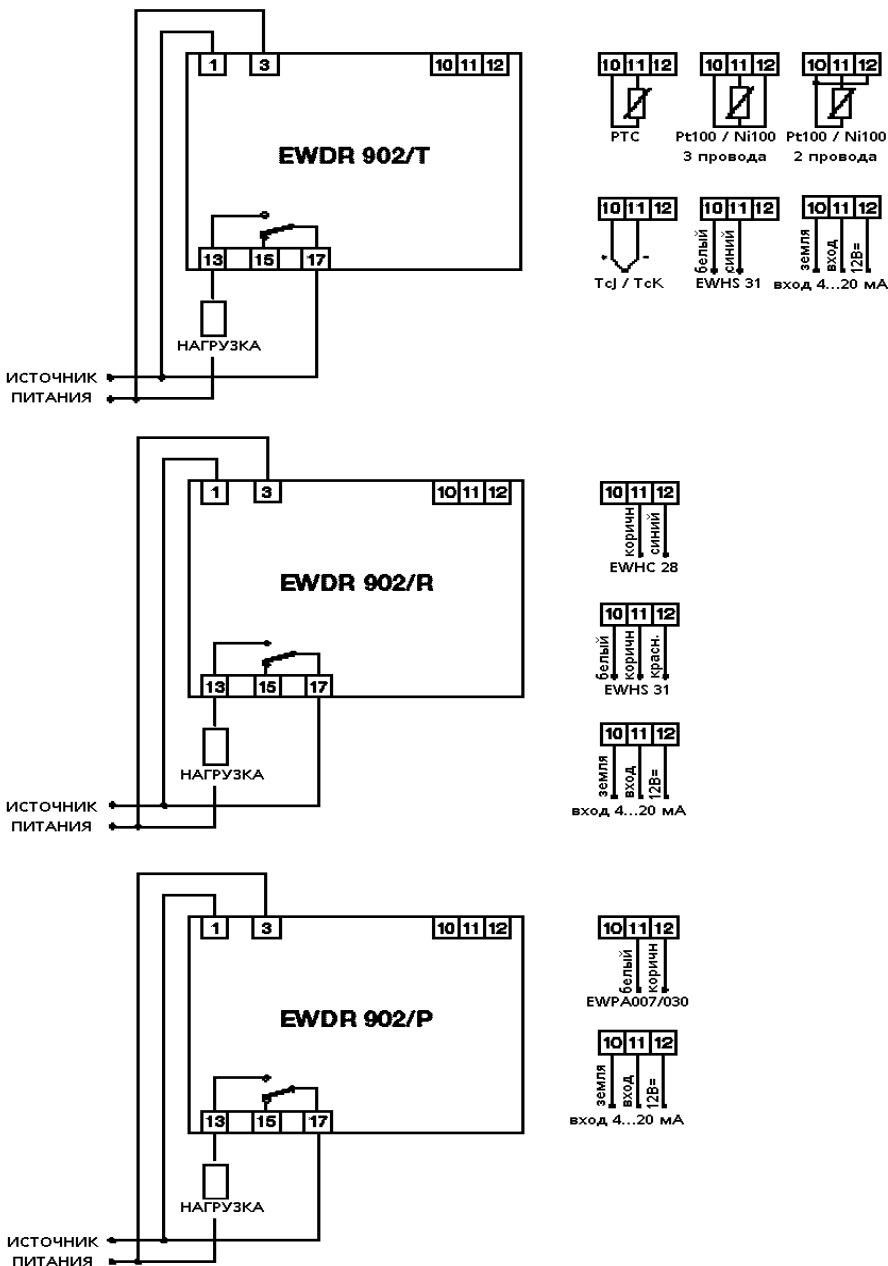 1 3 10 11 12
EWDR 902/T
13 15 17
НАГРУЗКА
ИСТОЧНИК
ПИТАНИЯ
10 11 12
PTC
10 11 12
Pt100 / Ni100
3 провода
10 11 12
Pt100 / Ni100
2 провода
10 11 12
+ -
TcJ / TcK
10 11 12
белый
синий
EWHS 31
10 11 12
земля
вход
12В=
вход 4...20 мА
1 3 10 11 12
EWDR 902/R
13 15 17
НАГРУЗКА
ИСТОЧНИК
ПИТАНИЯ
10 11 12
коричн
синий
EWHC 28
10 11 12
белый
коричн
красн.
EWHS 31
10 11 12
земля
вход
12В=
вход 4...20 мА
1 3 10 11 12
EWDR 902/P
13 15 17
НАГРУЗКА
ИСТОЧНИК
ПИТАНИЯ
10 11 12
белый
коричн
EWPA007/030
10 11 12
земля
вход
12В=
вход 4...20 мА